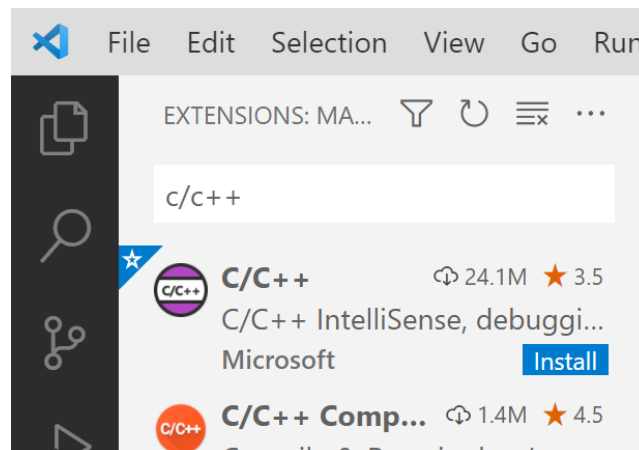 File Edit Selection View Go Run
EXTENSIONS: MA...
c/c++
C/C++ 24.1M 3.5
C/C++
C/C++ IntelliSense, debuggi...
Microsoft Install
C/C++ Comp... 1.4M 4.5
C/C++